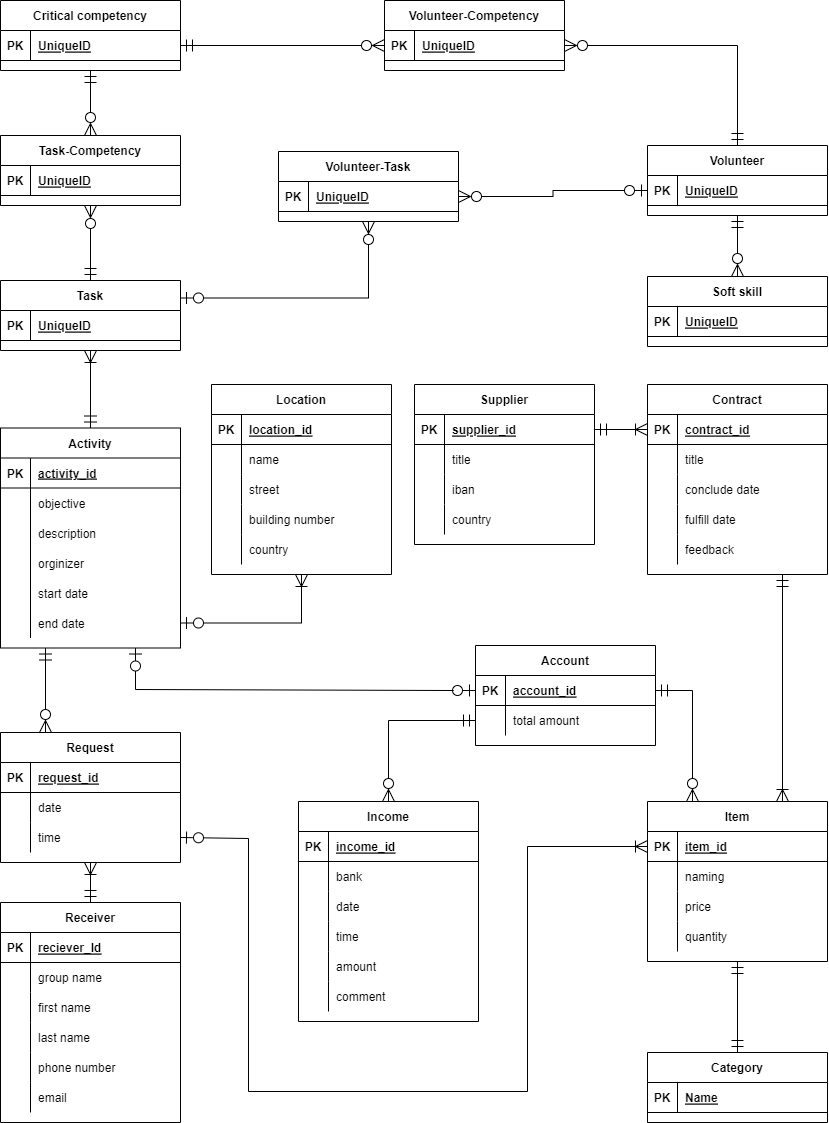 Critical competency
PK UniqueID
Volunteer-Competency
PK UniqueID
Task-Competency
PK UniqueID
Volunteer-Task
PK UniqueID
Volunteer
PK UniqueID
Task
PK UniqueID
Soft skill
PK UniqueID
Location
PK location_id
name
street
building number
country
Supplier
PK supplier_id
title
iban
country
Contract
PK contract_id
title
conclude date
fulfill date
feedback
Activity
PK activity_id
objective
description
orginizer
start date
end date
Account
PK account_id
total amount
Request
PK request_id
date
time
Income
PK income_id
bank
date
time
amount
comment
Item
PK item_id
naming
price
quantity
Receiver
PK reciever_Id
group name
first name
last name
phone number
email
Category
PK Name